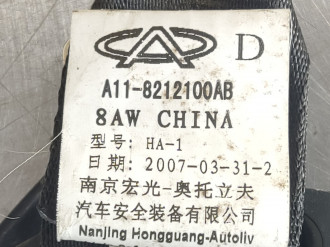 D
A11-8212100AB
8AW CHINA
型号: HA-1
日期: 2007-03-31-2
南京宏光-奥托立夫
汽车安全装备有限公司
Nanjing Hongguang-Autoliv